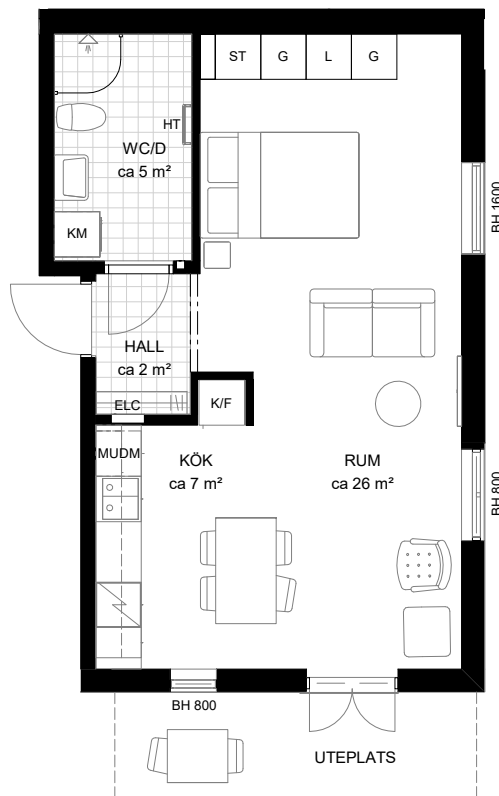 ST
G
L
G
HT
WC/D
ca 5 m²
KM
BH 1600
HALL
ca 2 m²
ELC
K/F
MUDM
KÖK
ca 7 m²
RUM
ca 26 m²
BH 800
BH 800
UTEPLATS